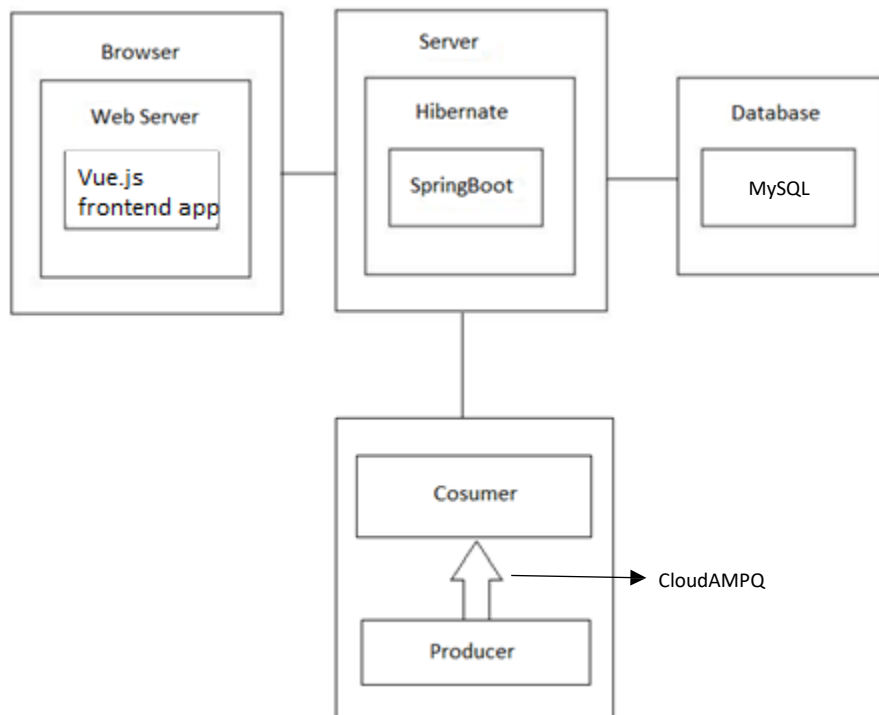 Browser
Web Server
Vue.js
frontend app
Server
Hibernate
SpringBoot
Database
MySQL
Cosumer
CloudAMPQ
Producer